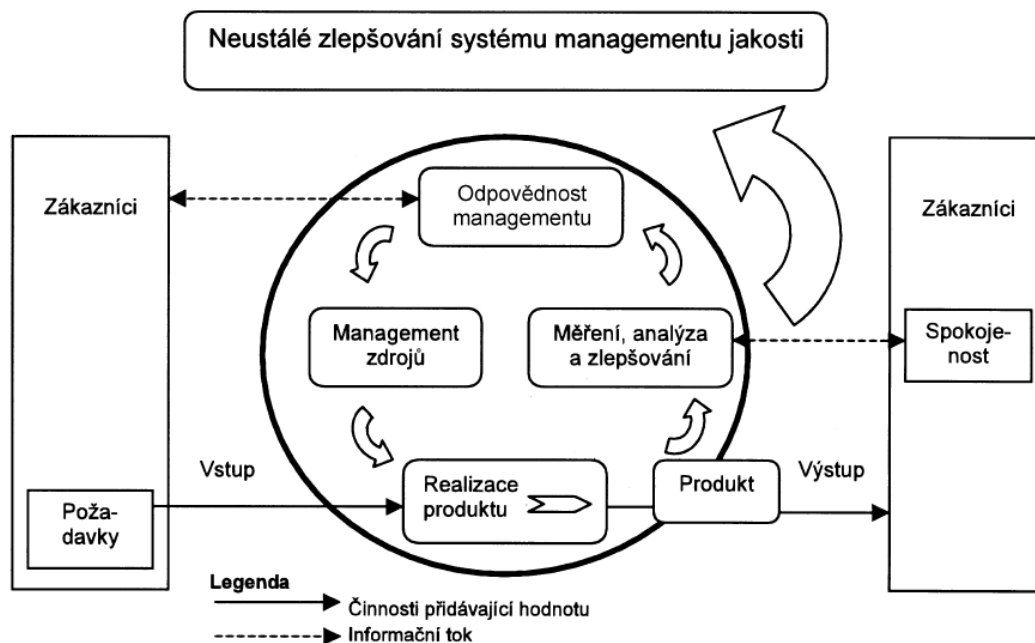 Neustálé zlepšování systému managementu jakosti
Zákazníci
Odpovědnost
managementu
Zákazníci
Management
zdrojů
Měření, analýza
a zlepšování
Spokoje-
nost
Vstup
Realizace
produktu
Produkt
Výstup
Poža-
davky
Legenda
Činnosti přidávající hodnotu
Informační tok